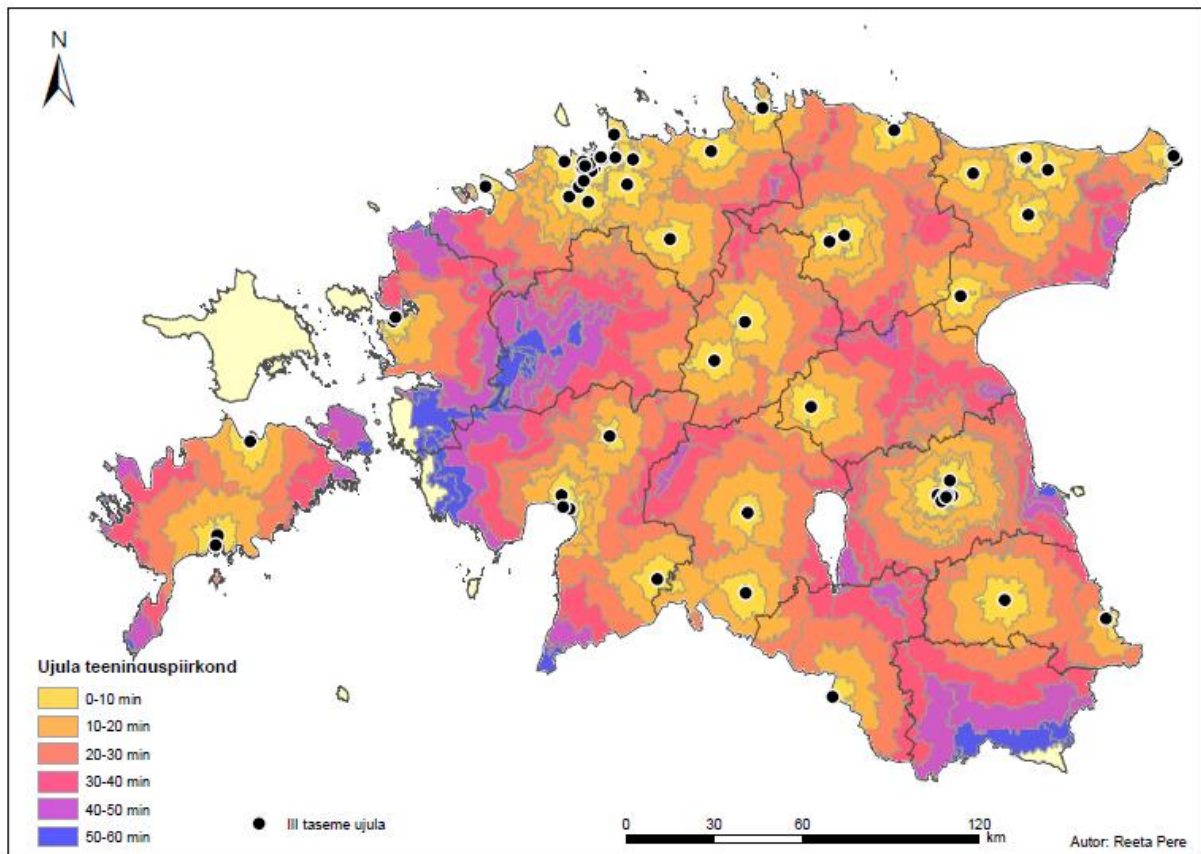 N
Ujula teeninguspiirkond
0-10 min
10-20 min
20-30 min
30-40 min
40-50 min
50-60 min
III taseme ujula
0 30 60 120
km
Autor: Reeta Pere